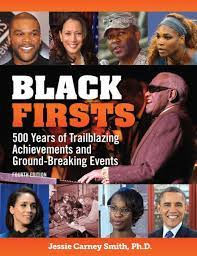 BLACK
FIRSTS
500 Years of Trailblazing
Achievements and
Ground-Breaking Events
FOURTH EDITION
Jessie Carney Smith, Ph.D.